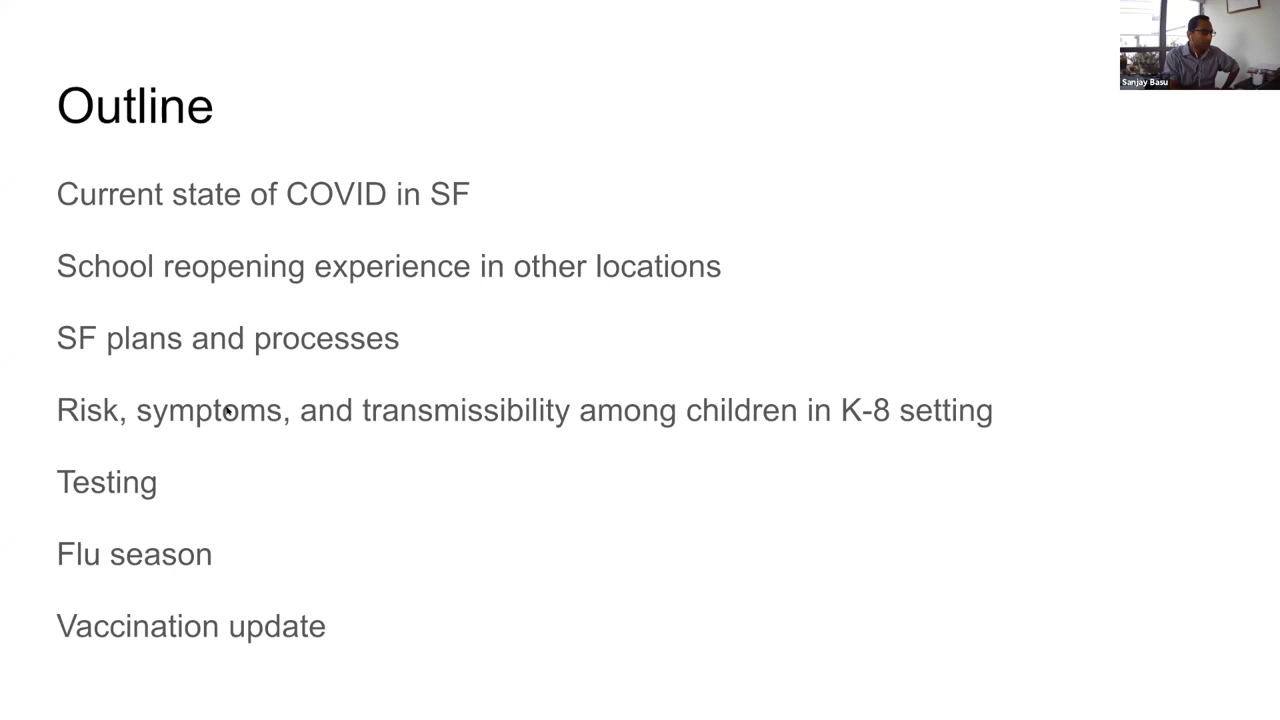 Outline
Current state of COVID in SF
School reopening experience in other locations
SF plans and processes
Risk, symptoms, and transmissibility among children in K-8 setting
Testing
Flu season
Vaccination update
Sanjay Basu